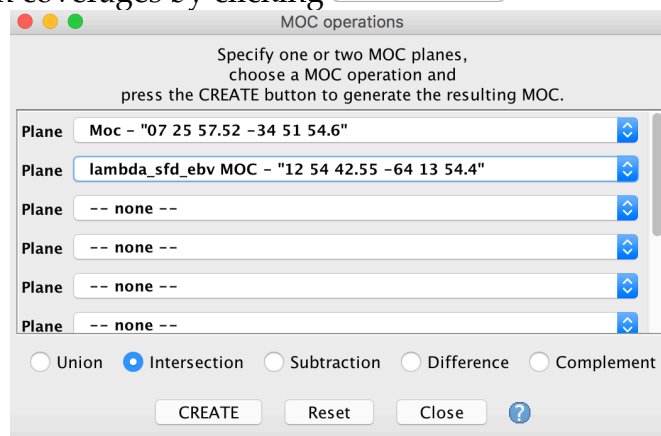 coverages by clicking
MOC operations
Specify one or two MOC planes,
choose a MOC operation and
press the CREATE button to generate the resulting MOC.
Plane Moc - "07 25 57.52 -34 51 54.6"
Plane lambda_sfd_ebv MOC - "12 54 42.55 -64 13 54.4"
Plane -- none --
Plane -- none --
Plane -- none --
Plane -- none --
Union Intersection Subtraction Difference Complement
CREATE Reset Close ?